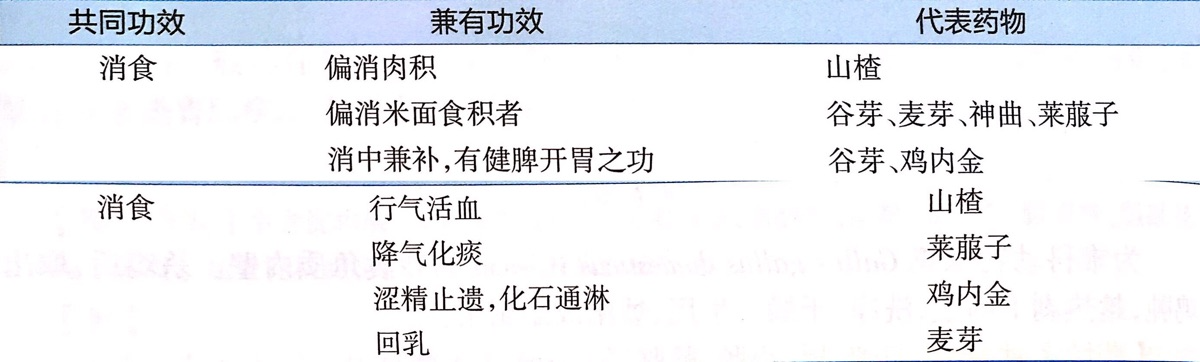 共同功效 兼有功效 代表药物
消食 偏消肉积 山楂
偏消米面食积者 谷芽、麦芽、神曲、莱菔子
消中兼补,有健脾开胃之功 谷芽、鸡内金
消食 行气活血 山楂
降气化痰 莱菔子
涩精止遗,化石通淋 鸡内金
回乳 麦芽